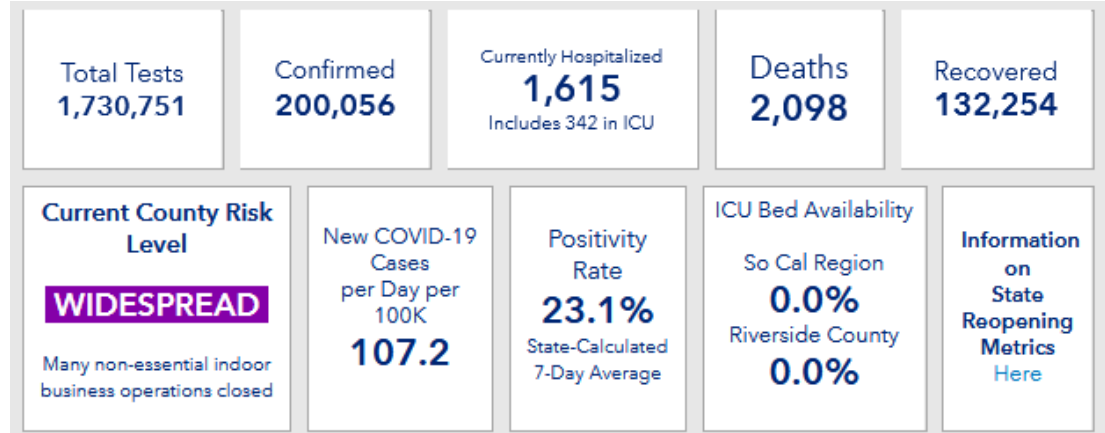 Total Tests
1,730,751
Confirmed
200,056
Currently Hospitalized
1,615
Includes 342 in ICU
Deaths
2,098
Recovered
132,254
Current County Risk
Level
WIDESPREAD
Many non-essential indoor
business operations closed
New COVID-19
Cases
per Day per
100K
107.2
Positivity
Rate
23.1%
State-Calculated
7-Day Average
ICU Bed Availability
So Cal Region
0.0%
Riverside County
0.0%
Information
on
State
Reopening
Metrics
Here